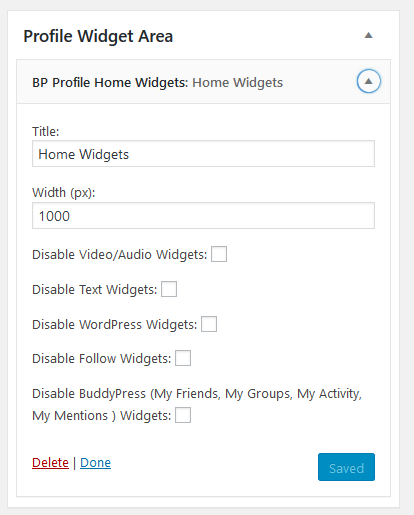 Profile Widget Area
BP Profile Home Widgets: Home Widgets
Title:
Home Widgets
Width (px):
1000
Disable Video/Audio Widgets:
Disable Text Widgets:
Disable WordPress Widgets:
Disable Follow Widgets:
Disable BuddyPress (My Friends, My Groups, My Activity,
My Mentions ) Widgets:
Delete | Done
Saved